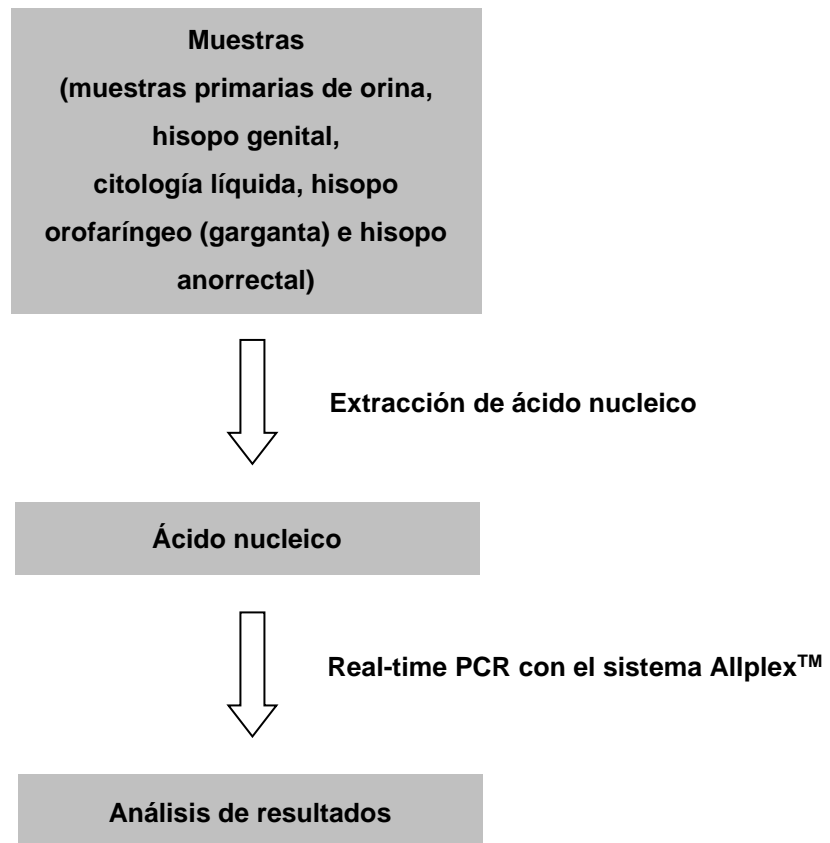 Muestras
(muestras primarias de orina,
hisopo genital,
citología líquida, hisopo
orofaríngeo (garganta) e hisopo
anorrectal)
Extracción de ácido nucleico
Ácido nucleico
Real-time PCR con el sistema Allplex™
Análisis de resultados